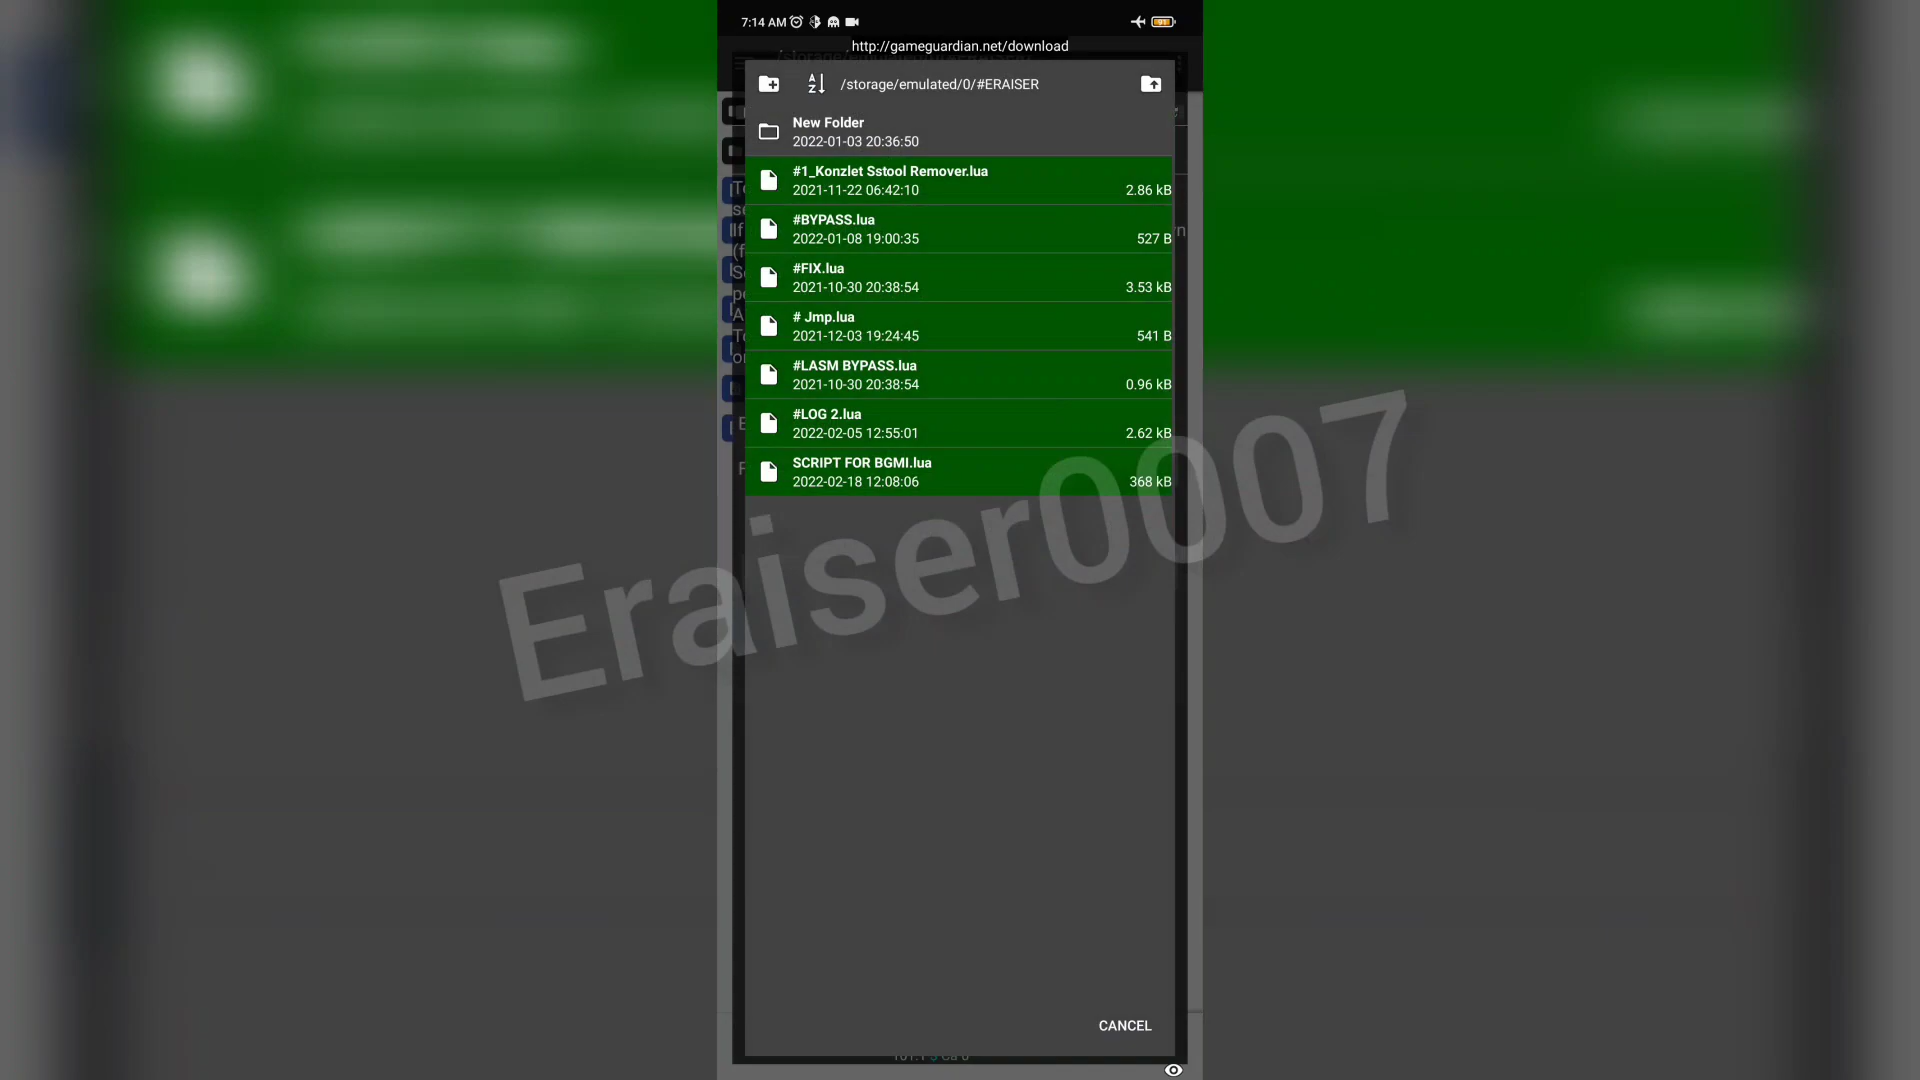 7:14 AM
91
http://gameguardian.net/download
/storage/emulated/0/#ERAISER
New Folder
2022-01-03 20:36:50
#1_Konzlet Sstool Remover.lua
2021-11-22 06:42:10
2.86 kB
#BYPASS.lua
2022-01-08 19:00:35
527 B
#FIX.lua
2021-10-30 20:38:54
3.53 kB
# Jmp.lua
2021-12-03 19:24:45
541 B
#LASM BYPASS.lua
2021-10-30 20:38:54
0.96 kB
#LOG 2.lua
2022-02-05 12:55:01
2.62 kB
SCRIPT FOR BGMI.lua
2022-02-18 12:08:06
368 kB
Eraiser0007
CANCEL